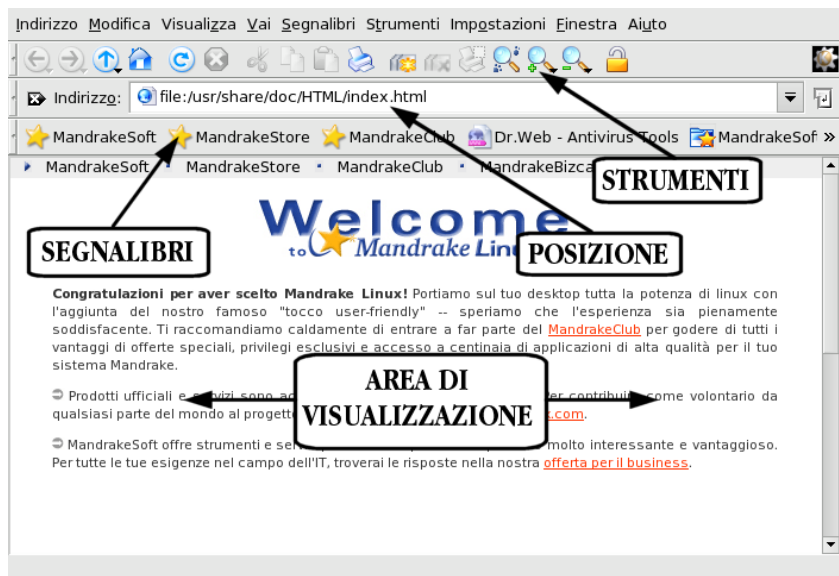 Indirizzo Modifica Visualizza Vai Segnalibri Strumenti Impostazioni Finestra Aiuto
Indirizzo: file:/usr/share/doc/HTML/index.html
MandrakeSoft MandrakeStore MandrakeClub Dr.Web - Antivirus Tools MandrakeSof »
MandrakeSoft MandrakeStore MandrakeClub MandrakeBizca
STRUMENTI
SEGNALIBRI
Welcome
to Mandrake Lin
POSIZIONE
Congratulazioni per aver scelto Mandrake Linux! Portiamo sul tuo desktop tutta la potenza di linux con
l'aggiunta del nostro famoso "tocco user-friendly" -- speriamo che l'esperienza sia pienamente
soddisfacente. Ti raccomandiamo caldamente di entrare a far parte del MandrakeClub per godere di tutti i
vantaggi di offerte speciali, privilegi esclusivi e accesso a centinaia di applicazioni di alta qualità per il tuo
sistema Mandrake.
AREA DI
VISUALIZZAZIONE
Prodotti ufficiali e servizi sono contribuire come volontario da
qualsiasi parte del mondo al progetto .com.
MandrakeSoft offre strumenti e molto interessante e vantaggioso.
Per tutte le tue esigenze nel campo dell'IT, troverai le risposte nella nostra offerta per il business.